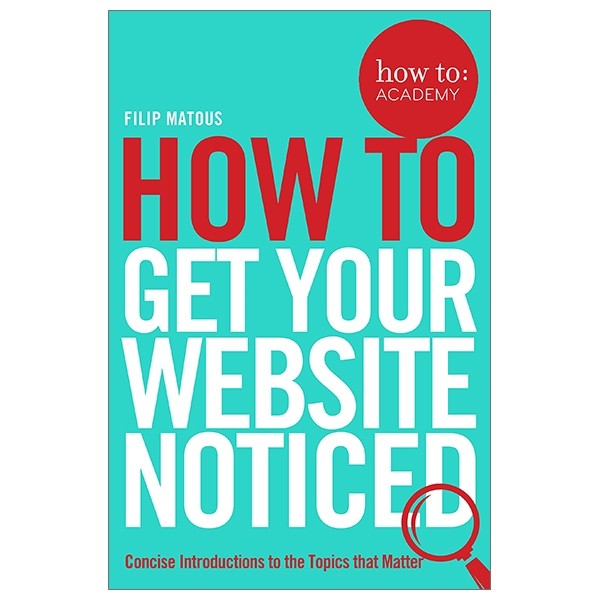 how to:
ACADEMY
FILIP MATOUS
HOW TO
GET YOUR
WEBSITE
NOTICED
Concise Introductions to the Topics that Matter